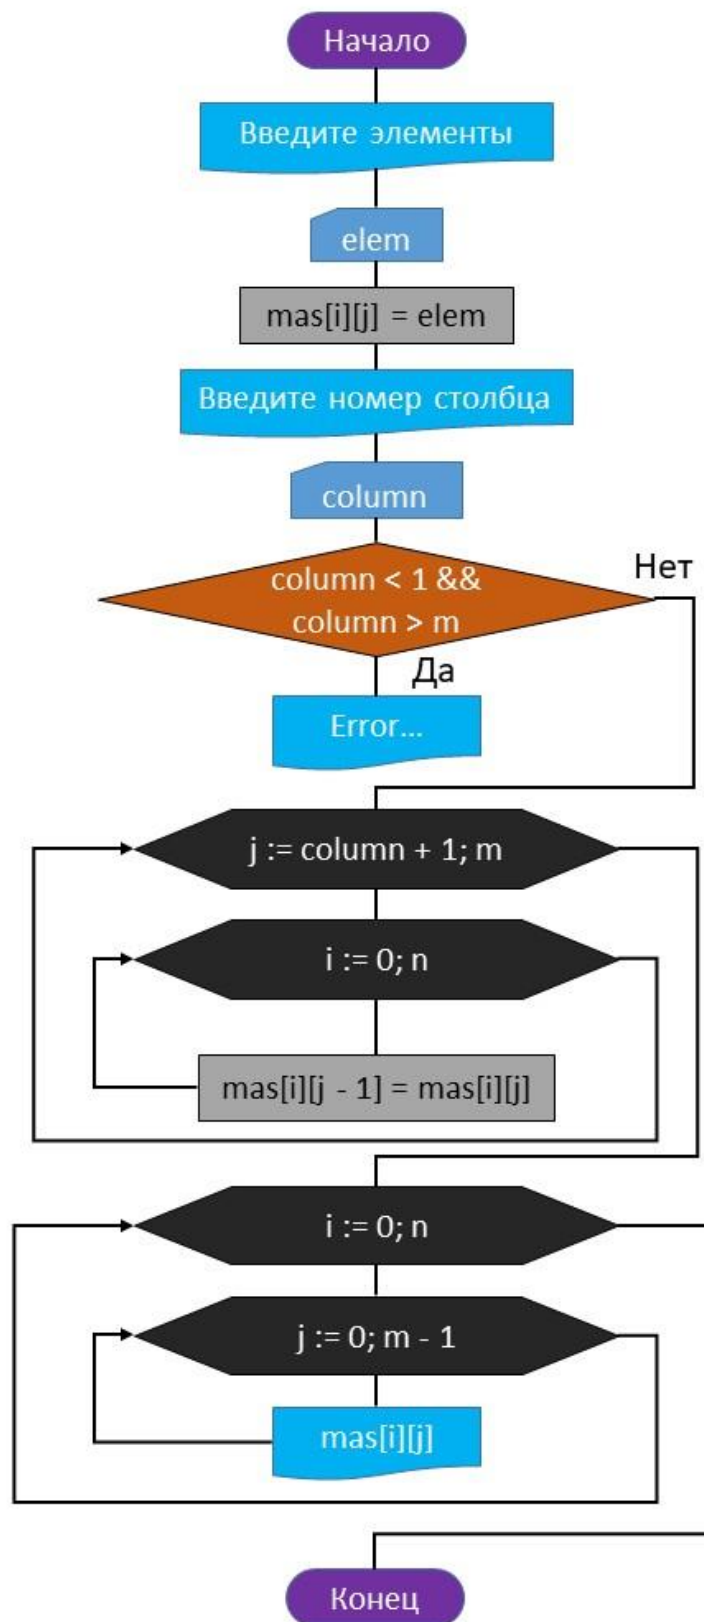 Начало
Введите элементы
elem
mas[i][j] = elem
Введите номер столбца
column
column < 1 &&
column > m
Нет
Да
Error...
j := column + 1; m
i := 0; n
mas[i][j - 1] = mas[i][j]
i := 0; n
j := 0; m - 1
mas[i][j]
Конец